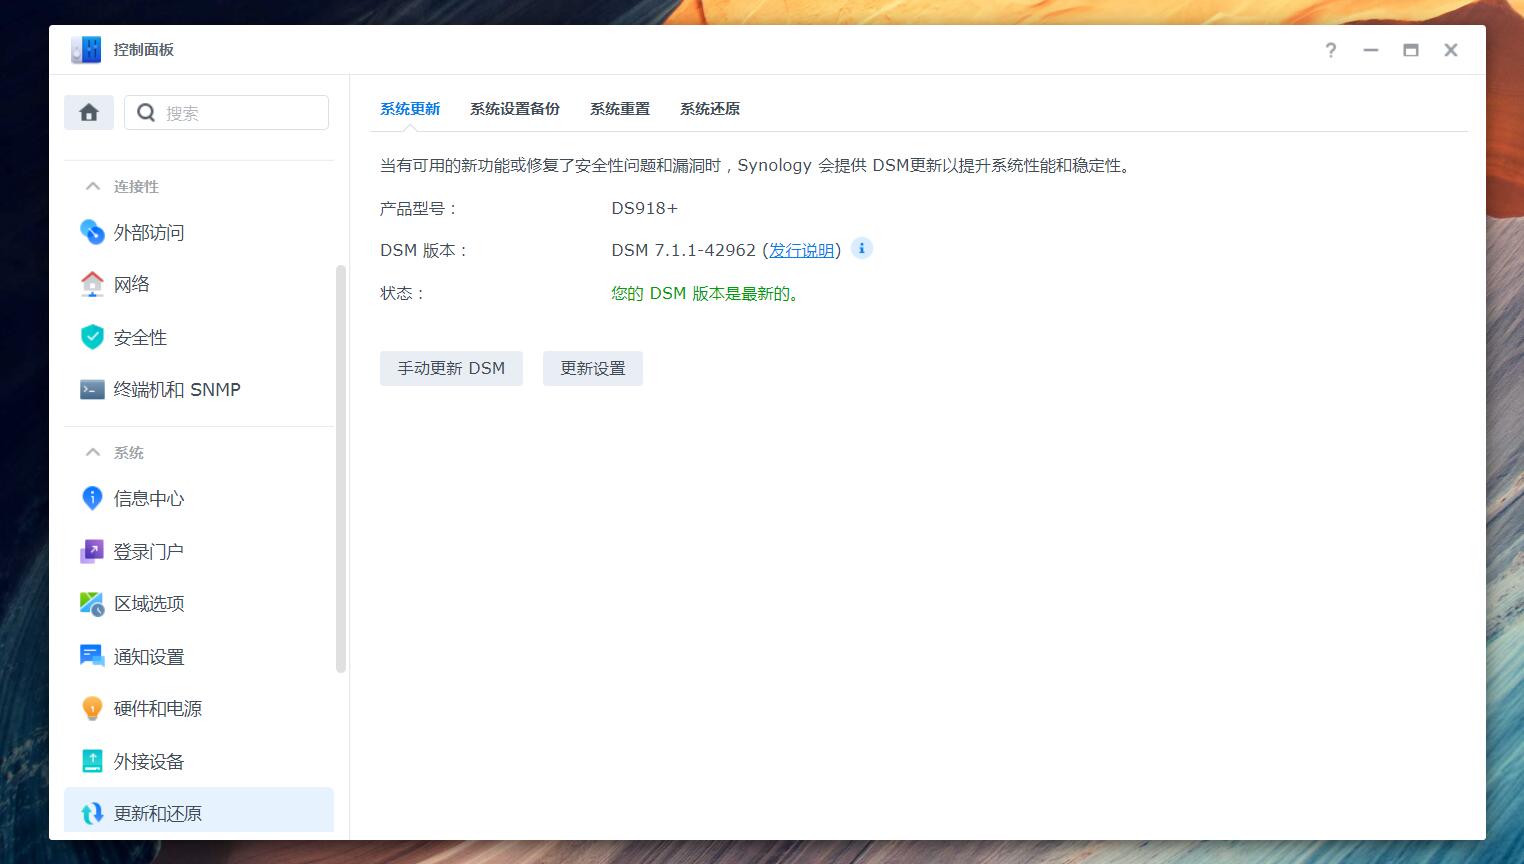 控制面板
搜索
连接性
外部访问
网络
安全性
终端机和 SNMP
系统
信息中心
登录门户
区域选项
通知设置
硬件和电源
外接设备
更新和还原
系统更新 系统设置备份 系统重置 系统还原
当有可用的新功能或修复了安全性问题和漏洞时，Synology 会提供 DSM更新以提升系统性能和稳定性。
产品型号： DS918+
DSM 版本： DSM 7.1.1-42962 (发行说明)
状态： 您的 DSM 版本是最新的。
手动更新 DSM 更新设置